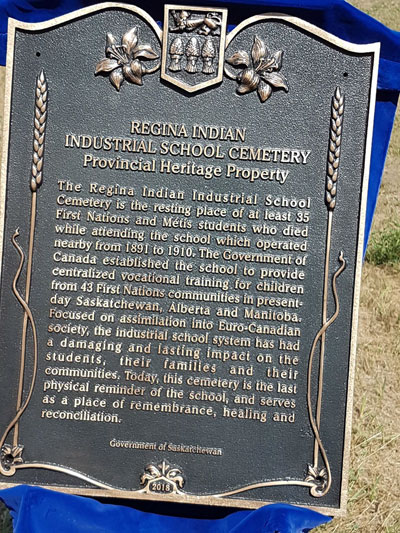 REGINA INDIAN
INDUSTRIAL SCHOOL CEMETERY
Provincial Heritage Property
The Regina Indian Industrial School
Cemetery is the resting place of at least 35
First Nations and Métis students who died
while attending the school which operated
nearby from 1891 to 1910. The Government of
Canada established the school to provide
centralized vocational training for children
from 43 First Nations communities in present-
day Saskatchewan, Alberta and Manitoba.
Focused on assimilation into Euro-Canadian
society, the industrial school system has had
a damaging and lasting impact on the
students, their families and their
communities. Today, this cemetery is the last
physical reminder of the school, and serves
as a place of remembrance, healing and
reconciliation.
Government of Saskatchewan
2018